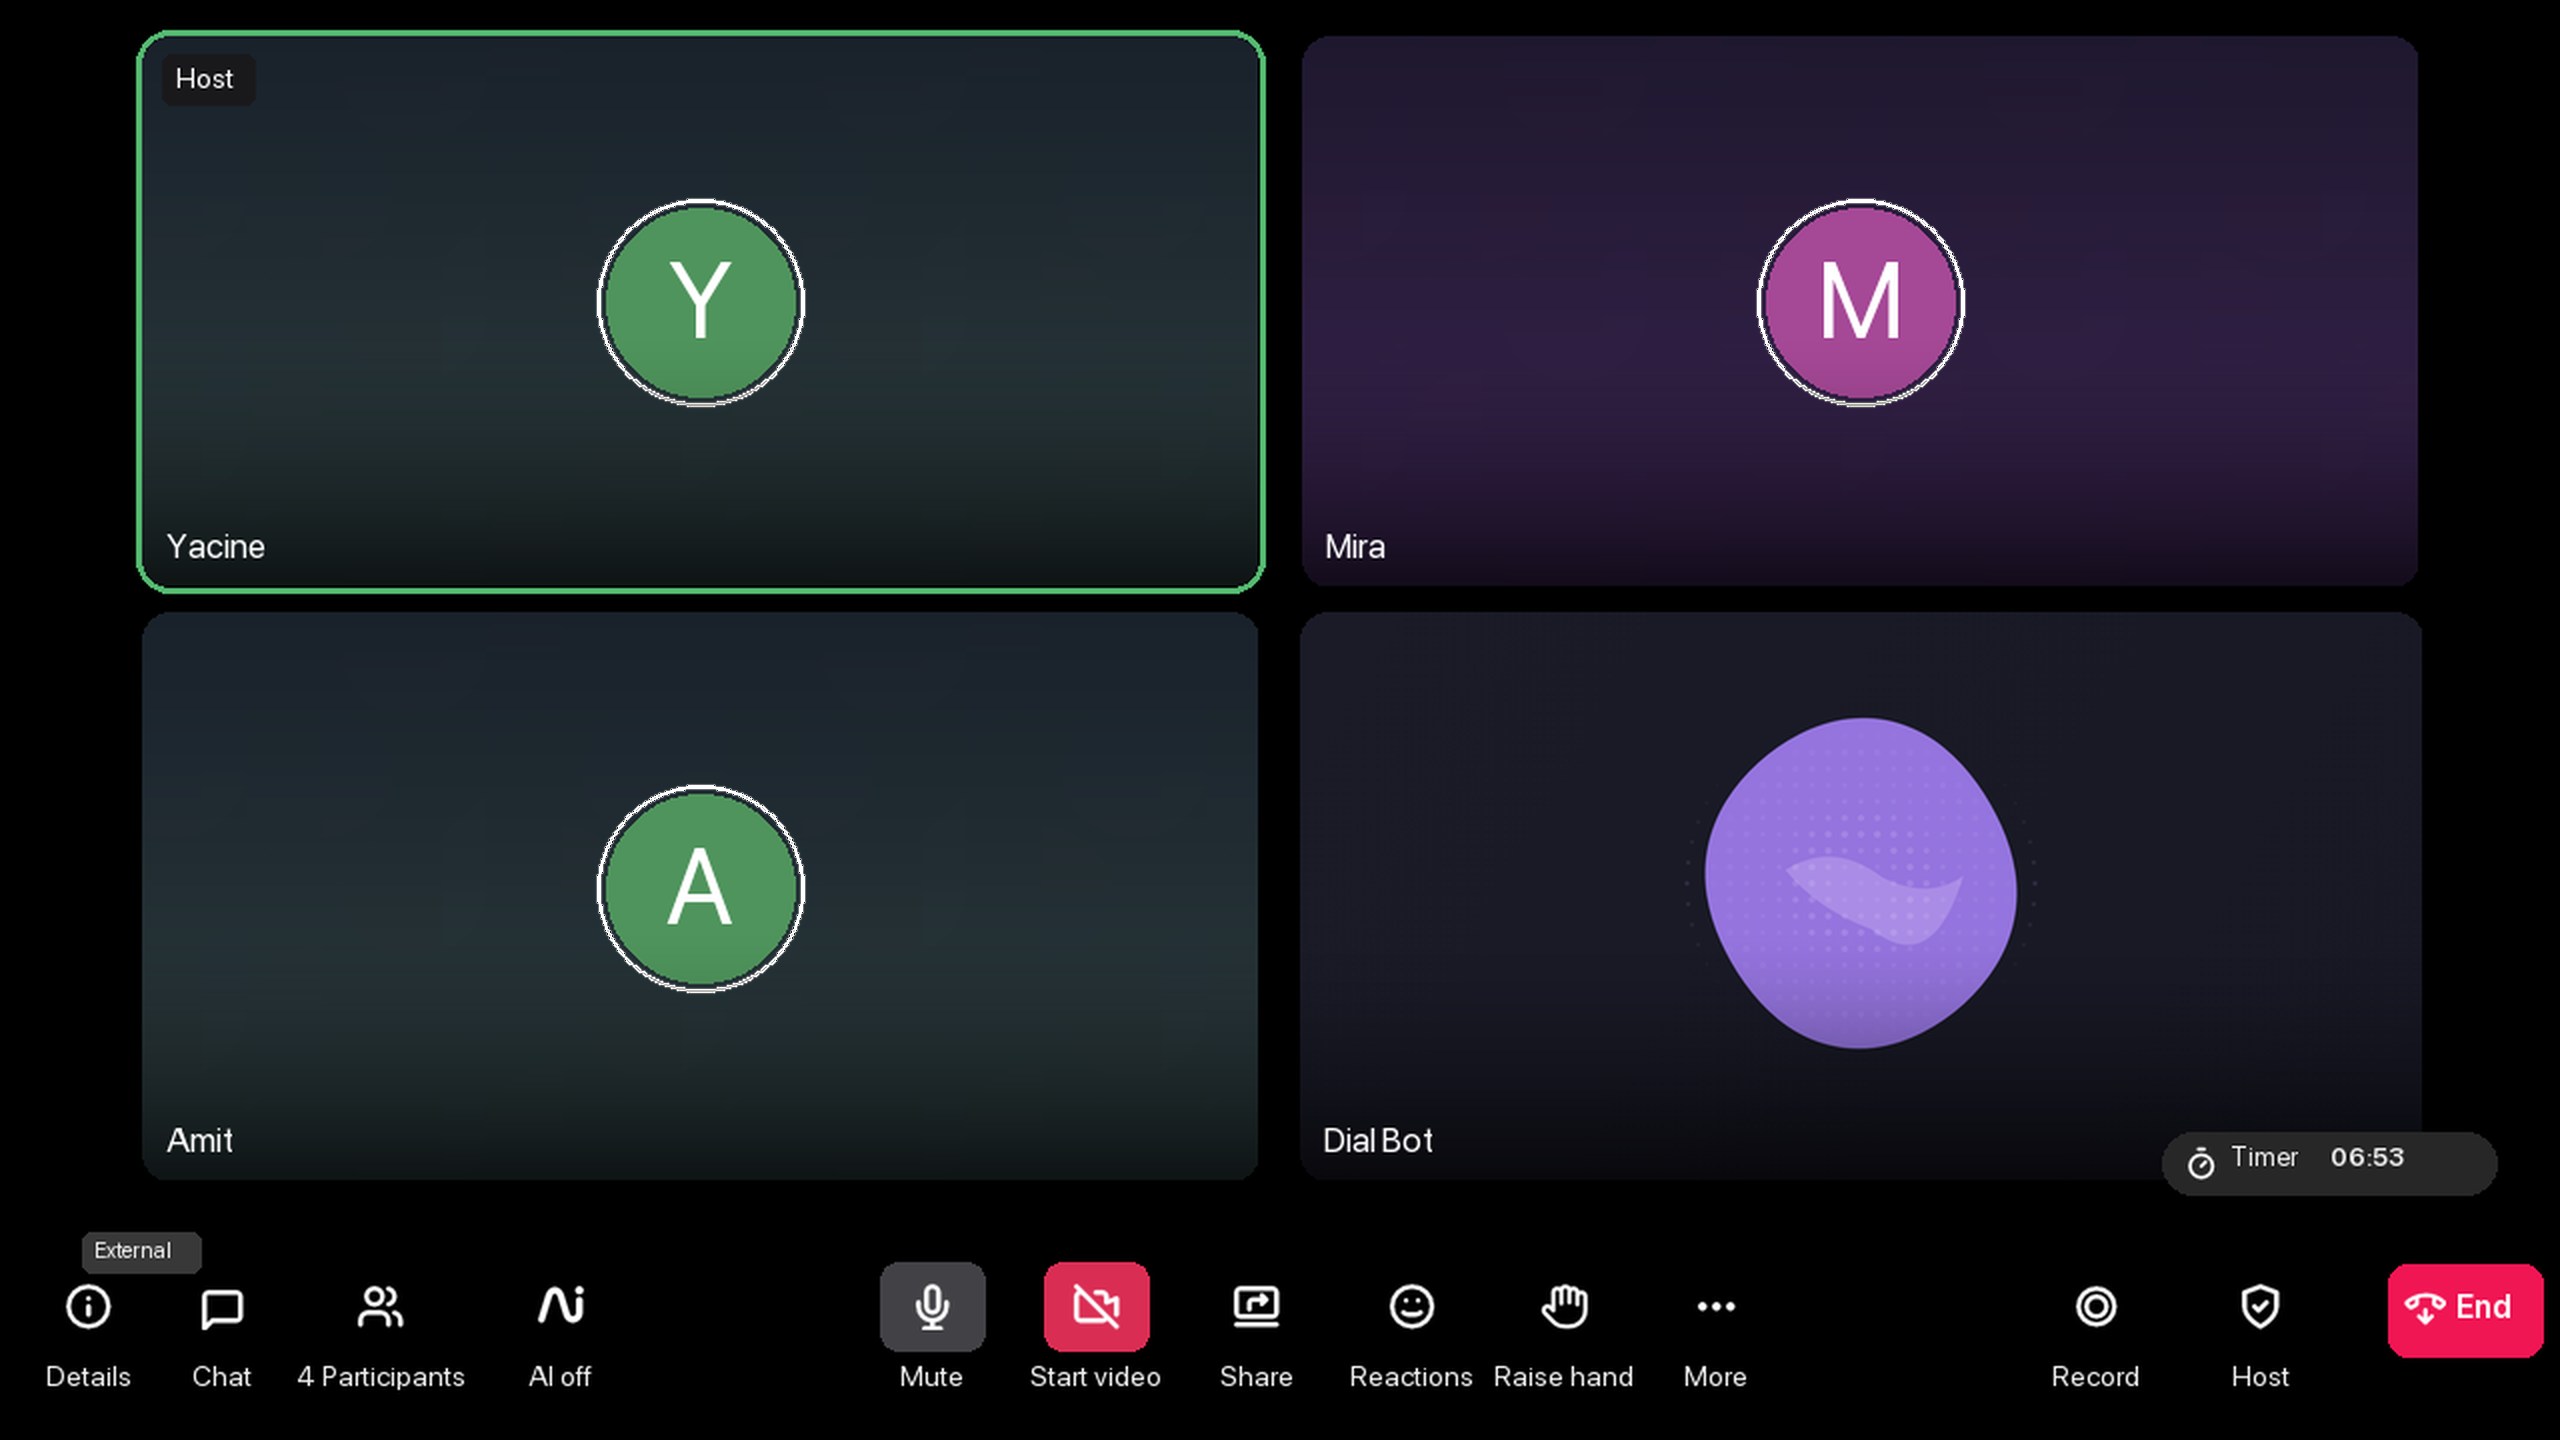 Host
Y
Yacine
M
Mira
A
Amit
Dial Bot
Timer 06:53
External
Details
Chat
4 Participants
AI off
Mute
Start video
Share
Reactions
Raise hand
More
Record
Host
End